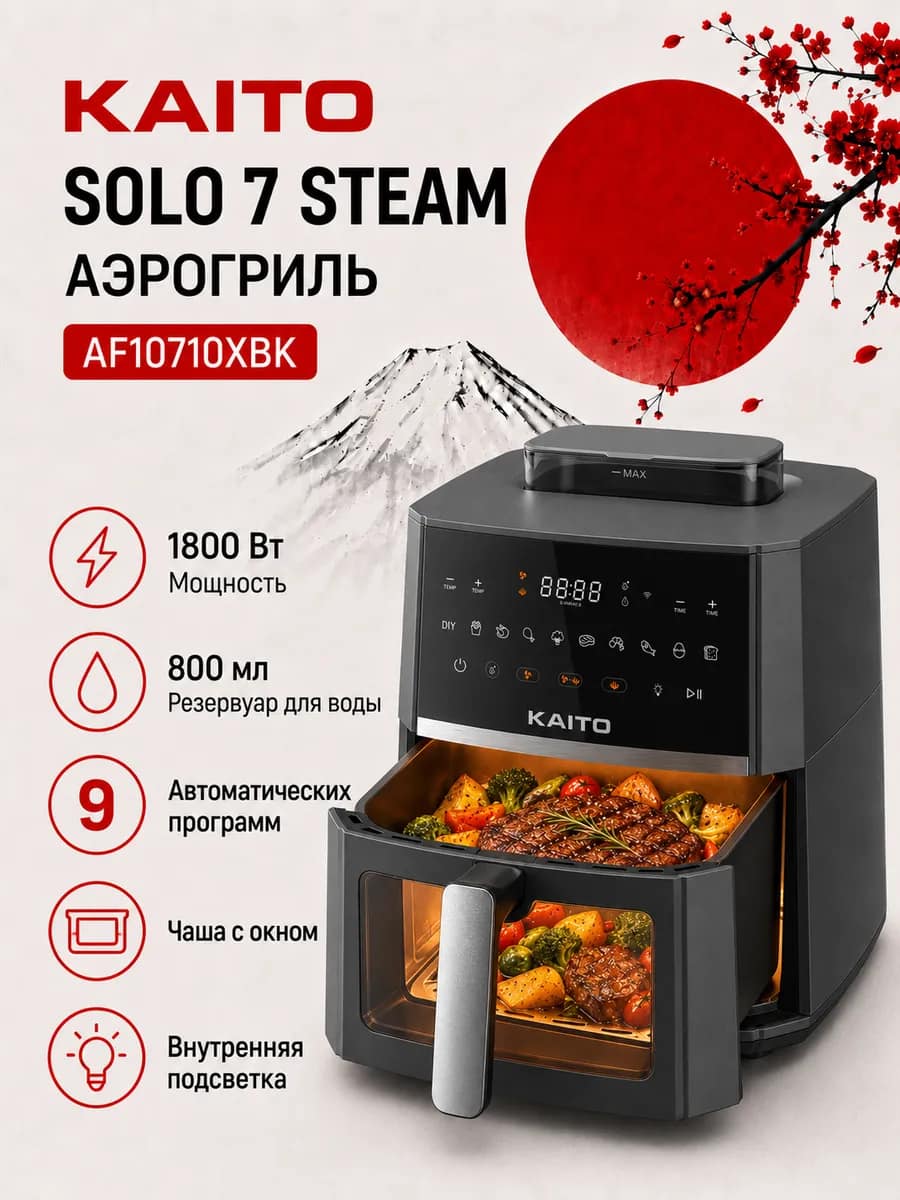 KAITO
SOLO 7 STEAM
АЭРОГРИЛЬ
AF10710XBK
1800 Вт
Мощность
800 мл
Резервуар для воды
9
Автоматических
программ
Чаша с окном
Внутренняя
подсветка
MAX
− TEMP + TEMP 88:88 − TIME + TIME
DIY
KAITO